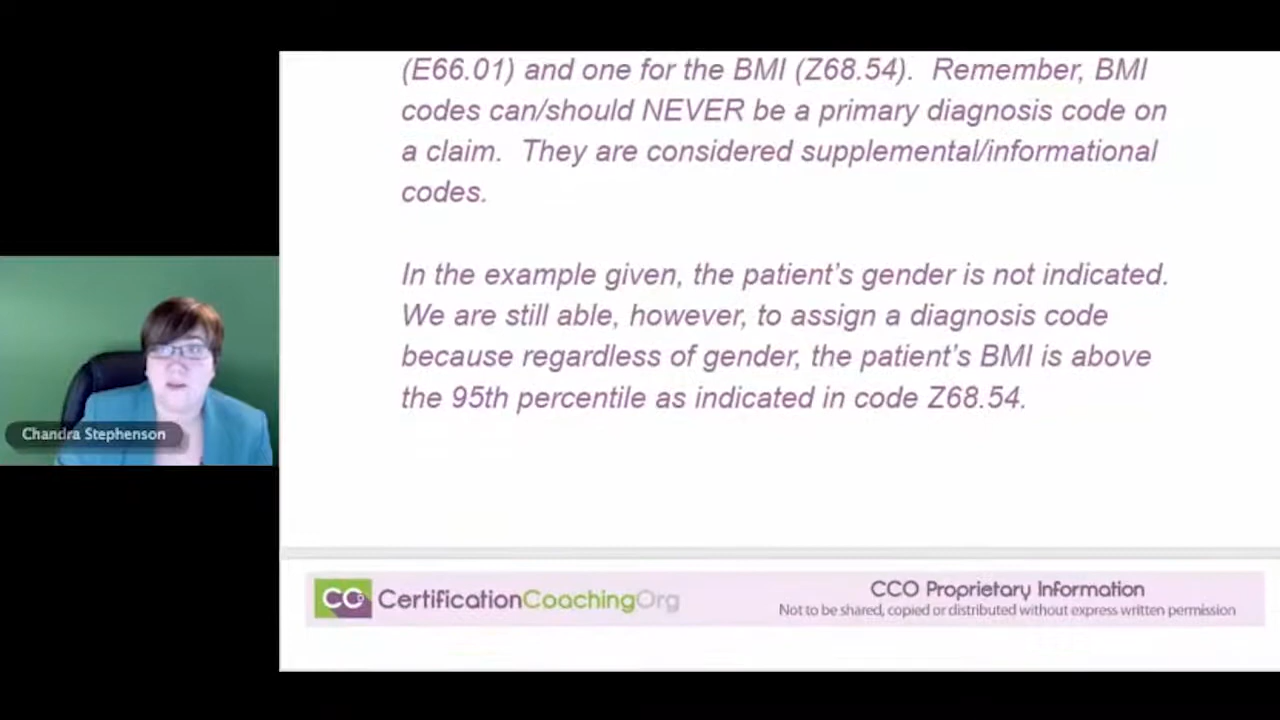 (E66.01) and one for the BMI (Z68.54). Remember, BMI
codes can/should NEVER be a primary diagnosis code on
a claim. They are considered supplemental/informational
codes.
In the example given, the patient's gender is not indicated.
We are still able, however, to assign a diagnosis code
because regardless of gender, the patient's BMI is above
the 95th percentile as indicated in code Z68.54.
Chandra Stephenson
CO CertificationCoachingOrg
CCO Proprietary Information
Not to be shared, copied or distributed without express written permission